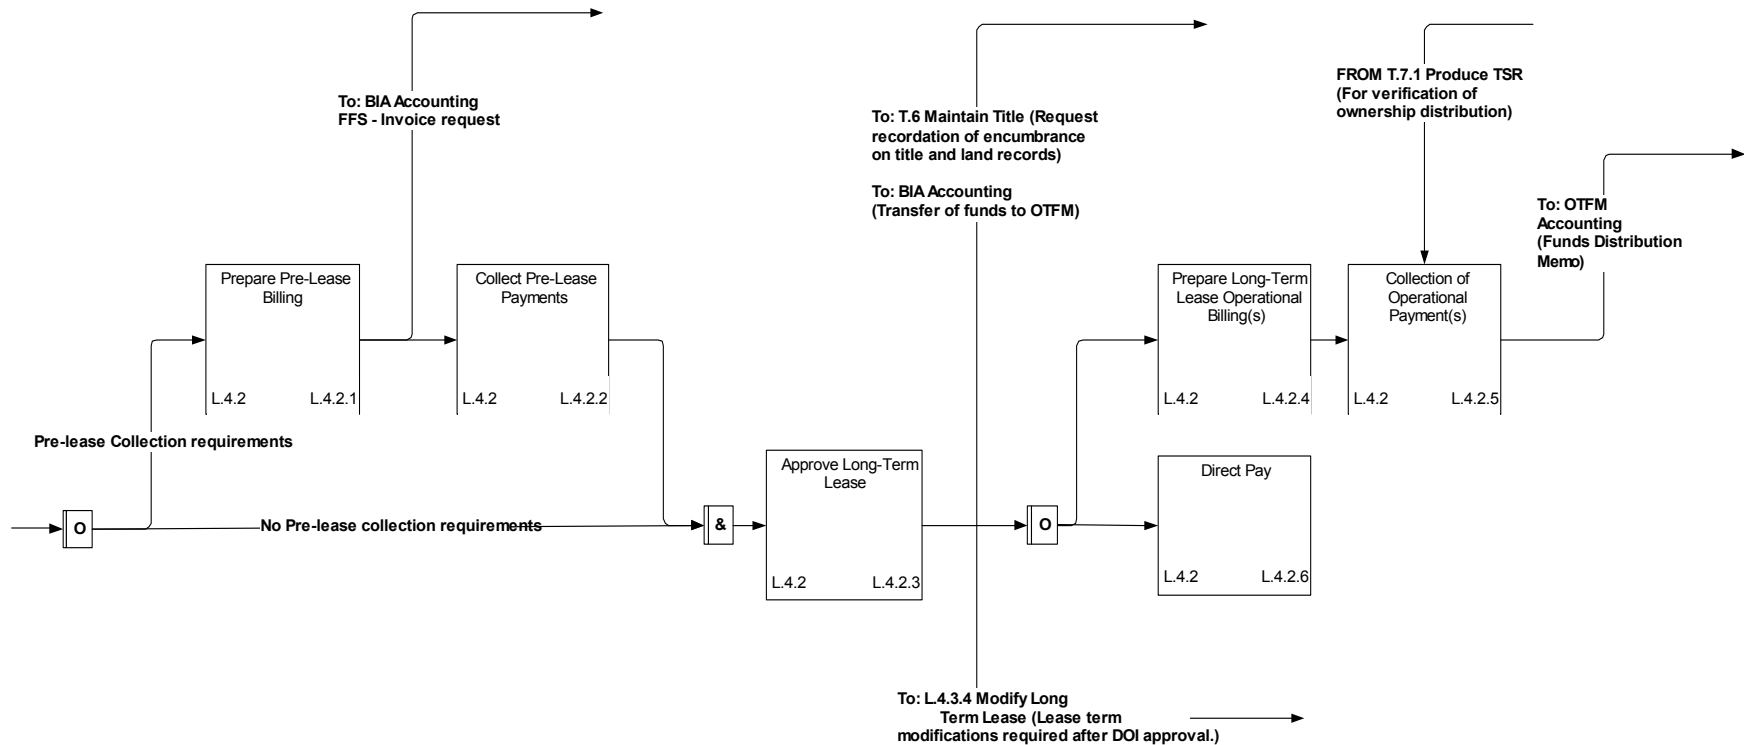 To: BIA Accounting
FFS - Invoice request
To: T.6 Maintain Title (Request
recordation of encumbrance
on title and land records)
To: BIA Accounting
(Transfer of funds to OTFM)
FROM T.7.1 Produce TSR
(For verification of
ownership distribution)
To: OTFM
Accounting
(Funds Distribution
Memo)
Prepare Pre-Lease
Billing
L.4.2 L.4.2.1
Collect Pre-Lease
Payments
L.4.2 L.4.2.2
Prepare Long-Term
Lease Operational
Billing(s)
L.4.2 L.4.2.4
Collection of
Operational
Payment(s)
L.4.2 L.4.2.5
Pre-lease Collection requirements
O
No Pre-lease collection requirements
&
Approve Long-Term
Lease
L.4.2 L.4.2.3
O
Direct Pay
L.4.2 L.4.2.6
To: L.4.3.4 Modify Long
Term Lease (Lease term
modifications required after DOI approval.)